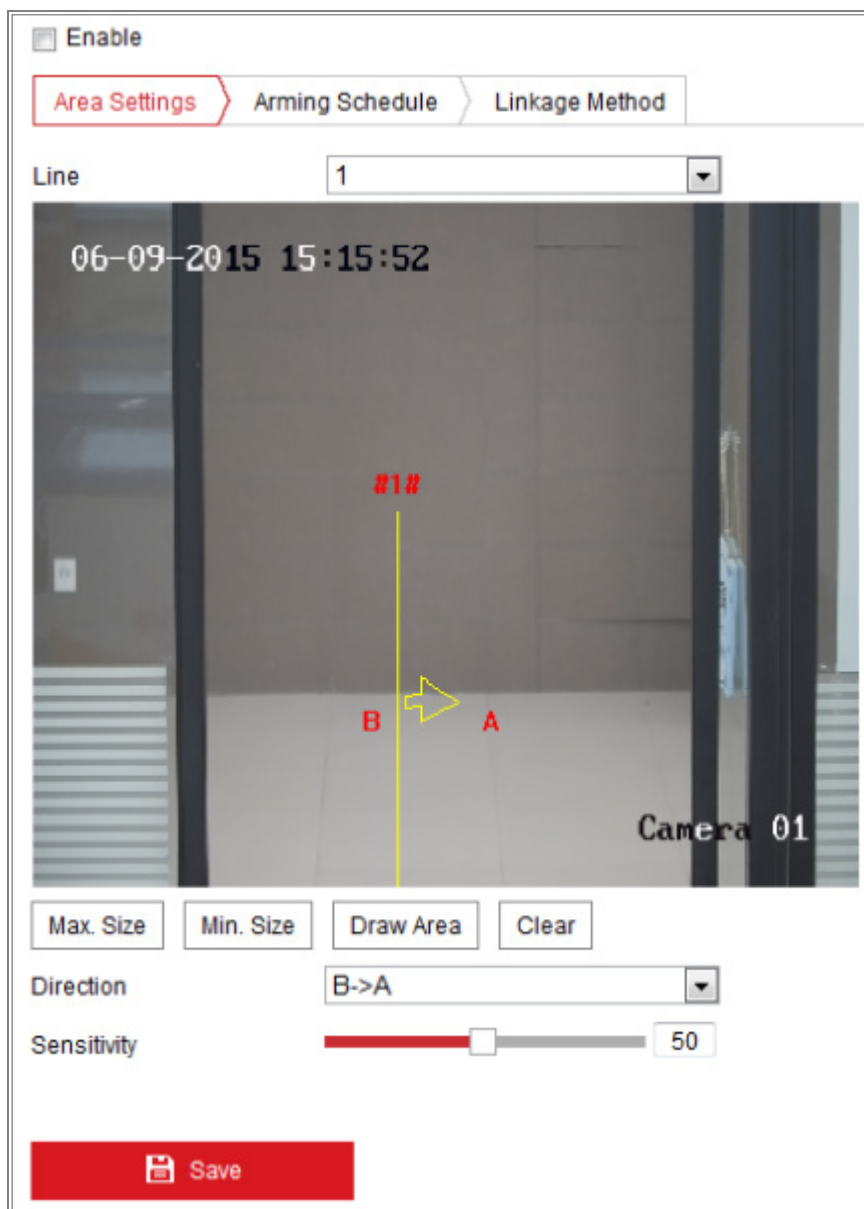 Enable
Area Settings Arming Schedule Linkage Method
Line 1
06-09-2015 15:15:52
#1#
B A
Camera 01
Max. Size Min. Size Draw Area Clear
Direction B->A
Sensitivity 50
Save